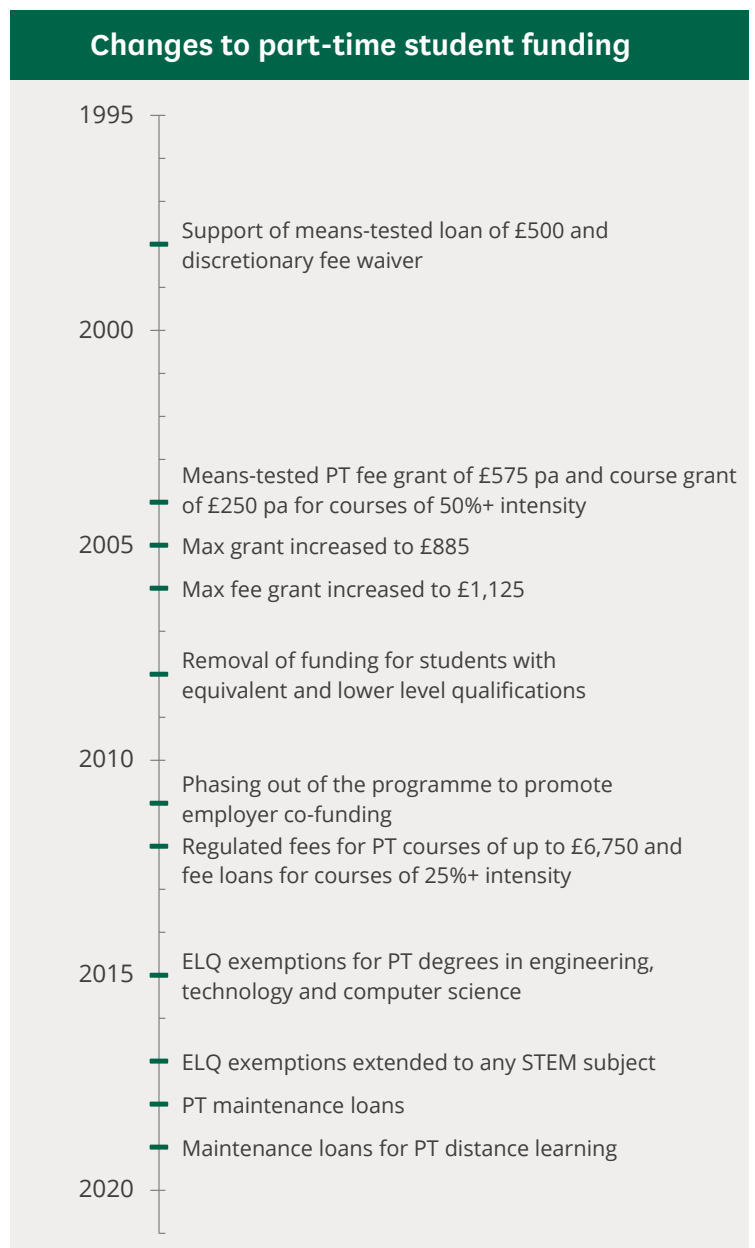 Changes to part-time student funding
1995
Support of means-tested loan of £500 and
discretionary fee waiver
2000
Means-tested PT fee grant of £575 pa and course grant
of £250 pa for courses of 50%+ intensity
2005
Max grant increased to £885
Max fee grant increased to £1,125
Removal of funding for students with
equivalent and lower level qualifications
2010
Phasing out of the programme to promote
employer co-funding
Regulated fees for PT courses of up to £6,750 and
fee loans for courses of 25%+ intensity
2015
ELQ exemptions for PT degrees in engineering,
technology and computer science
ELQ exemptions extended to any STEM subject
PT maintenance loans
Maintenance loans for PT distance learning
2020